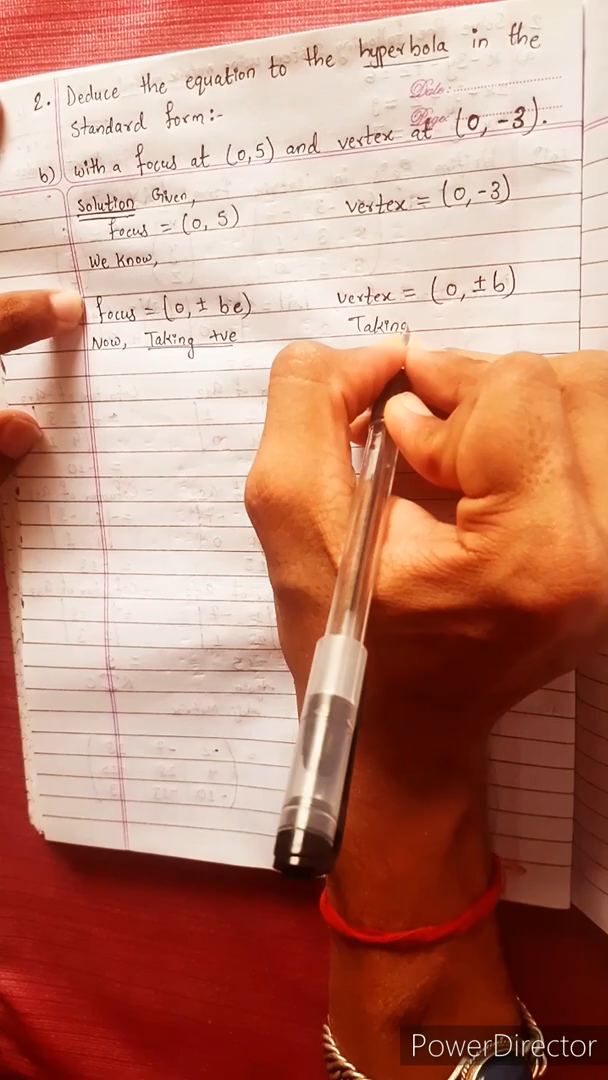 2. Deduce the equation to the hyperbola in the
Date:
Standard form:-
Page:
b) with a focus at (0,5) and vertex at (0,-3).
Solution Given,
focus = (0, 5) vertex = (0,-3)
We know,
focus = (0, ± be) vertex = (0, ±b)
Now, Taking +ve Taking
PowerDirector